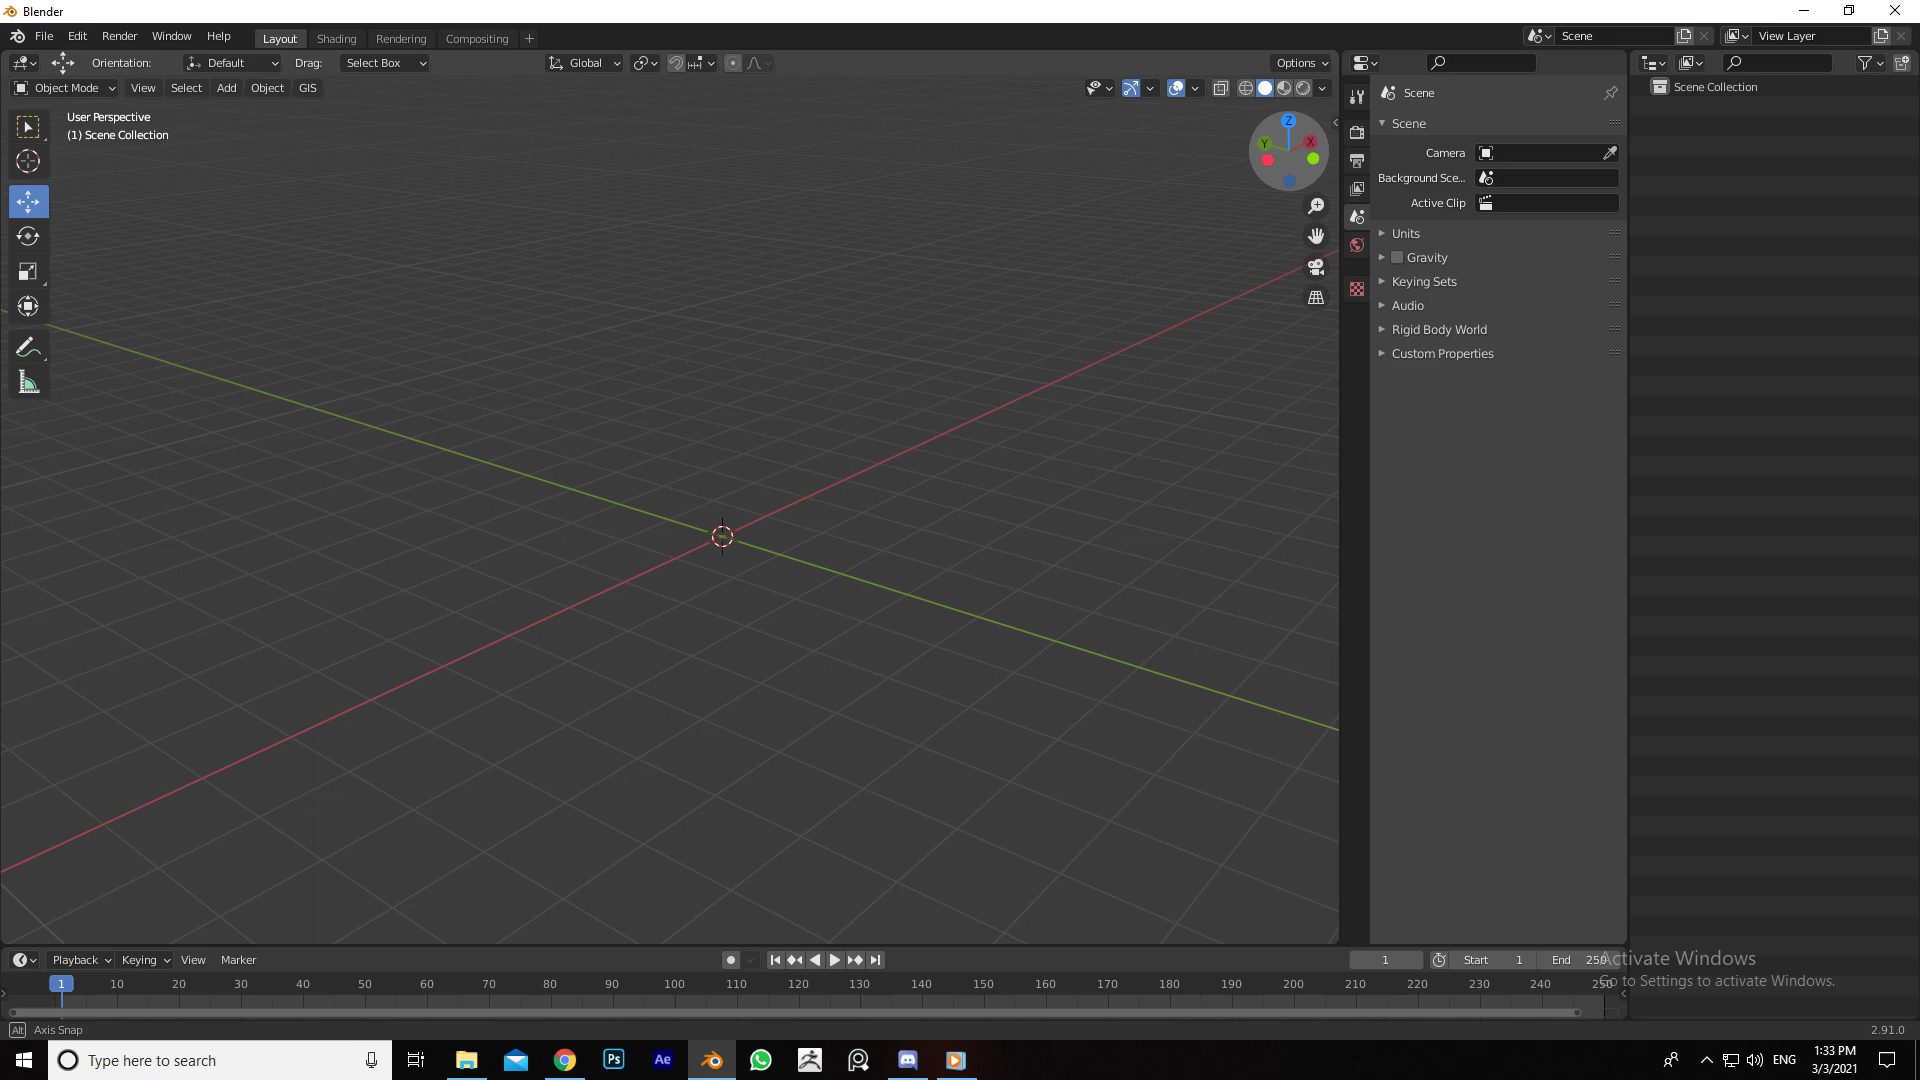 Blender
File Edit Render Window Help Layout Shading Rendering Compositing + Scene View Layer
Orientation: Default Drag: Select Box Global Options
Object Mode View Select Add Object GIS
User Perspective
(1) Scene Collection
Z
Y
X
Scene
Scene
Camera
Background Sce...
Active Clip
Units
Gravity
Keying Sets
Audio
Rigid Body World
Custom Properties
Scene Collection
Playback Keying View Marker 1 Start 1 End 250
1 10 20 30 40 50 60 70 80 90 100 110 120 130 140 150 160 170 180 190 200 210 220 230 240 250
Activate Windows
Go to Settings to activate Windows.
Alt Axis Snap 2.91.0
Type here to search Ps Ae ENG
1:33 PM
3/3/2021